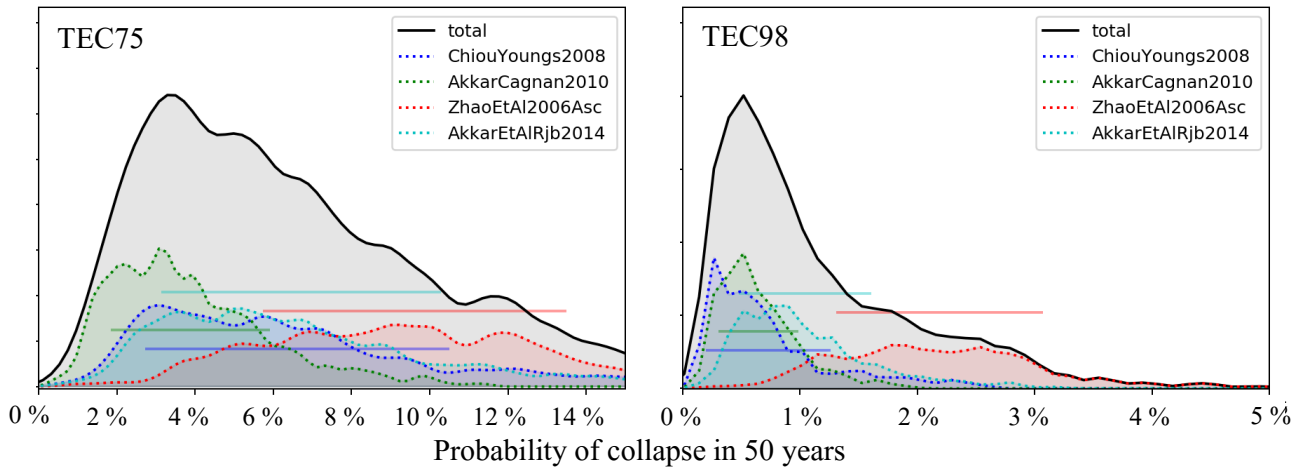 TEC75
total
ChiouYoungs2008
AkkarCagnan2010
ZhaoEtAl2006Asc
AkkarEtAlRjb2014
0 % 2 % 4 % 6 % 8 % 10 % 12 % 14 %
TEC98
total
ChiouYoungs2008
AkkarCagnan2010
ZhaoEtAl2006Asc
AkkarEtAlRjb2014
0 % 1 % 2 % 3 % 4 % 5 %
Probability of collapse in 50 years